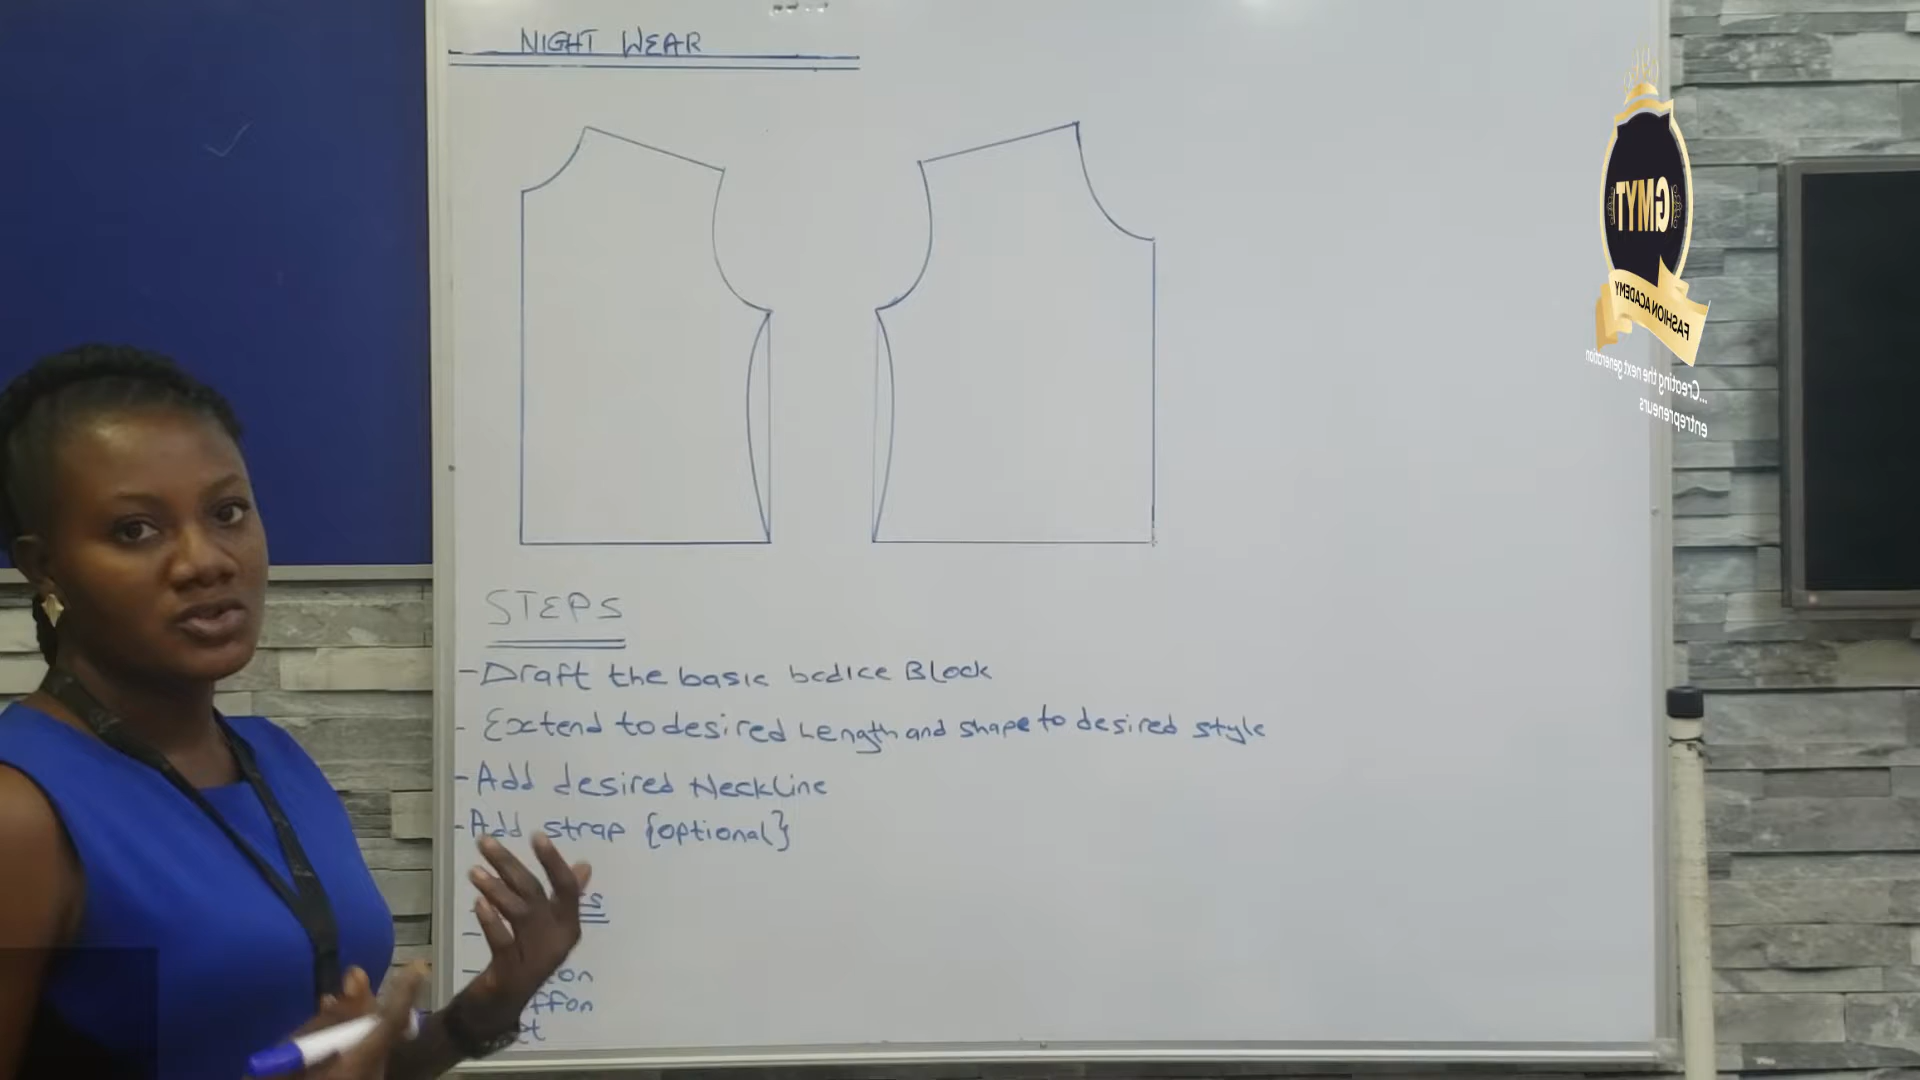 NIGHT WEAR
STEPS
- Draft the basic bodice Block
- Extend to desired Length and shape to desired style
- Add desired Neckline
- Add strap {optional}
GMYT
FASHION ACADEMY
...Creating the next generation
entrepreneurs